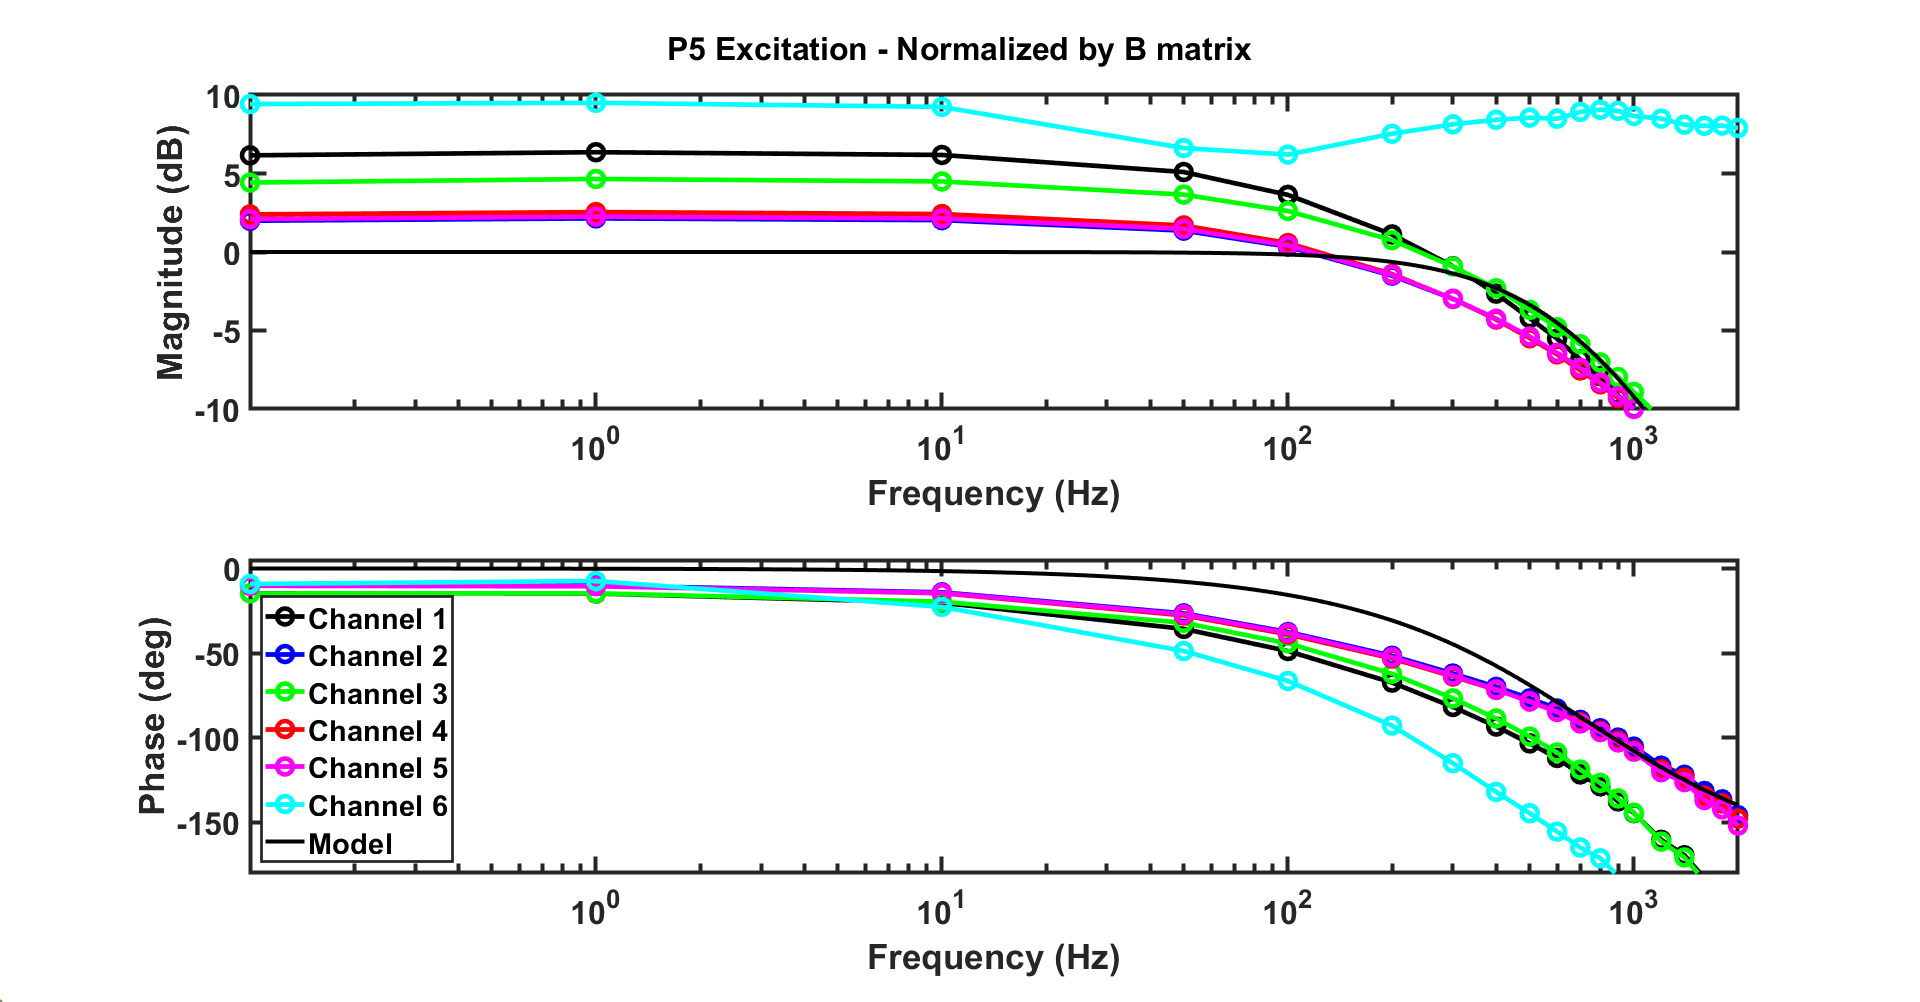 P5 Excitation - Normalized by B matrix
Magnitude (dB)
10
5
0
-5
-10
10^0
10^1
10^2
10^3
Frequency (Hz)
Phase (deg)
0
-50
-100
-150
Channel 1
Channel 2
Channel 3
Channel 4
Channel 5
Channel 6
Model
10^0
10^1
10^2
10^3
Frequency (Hz)